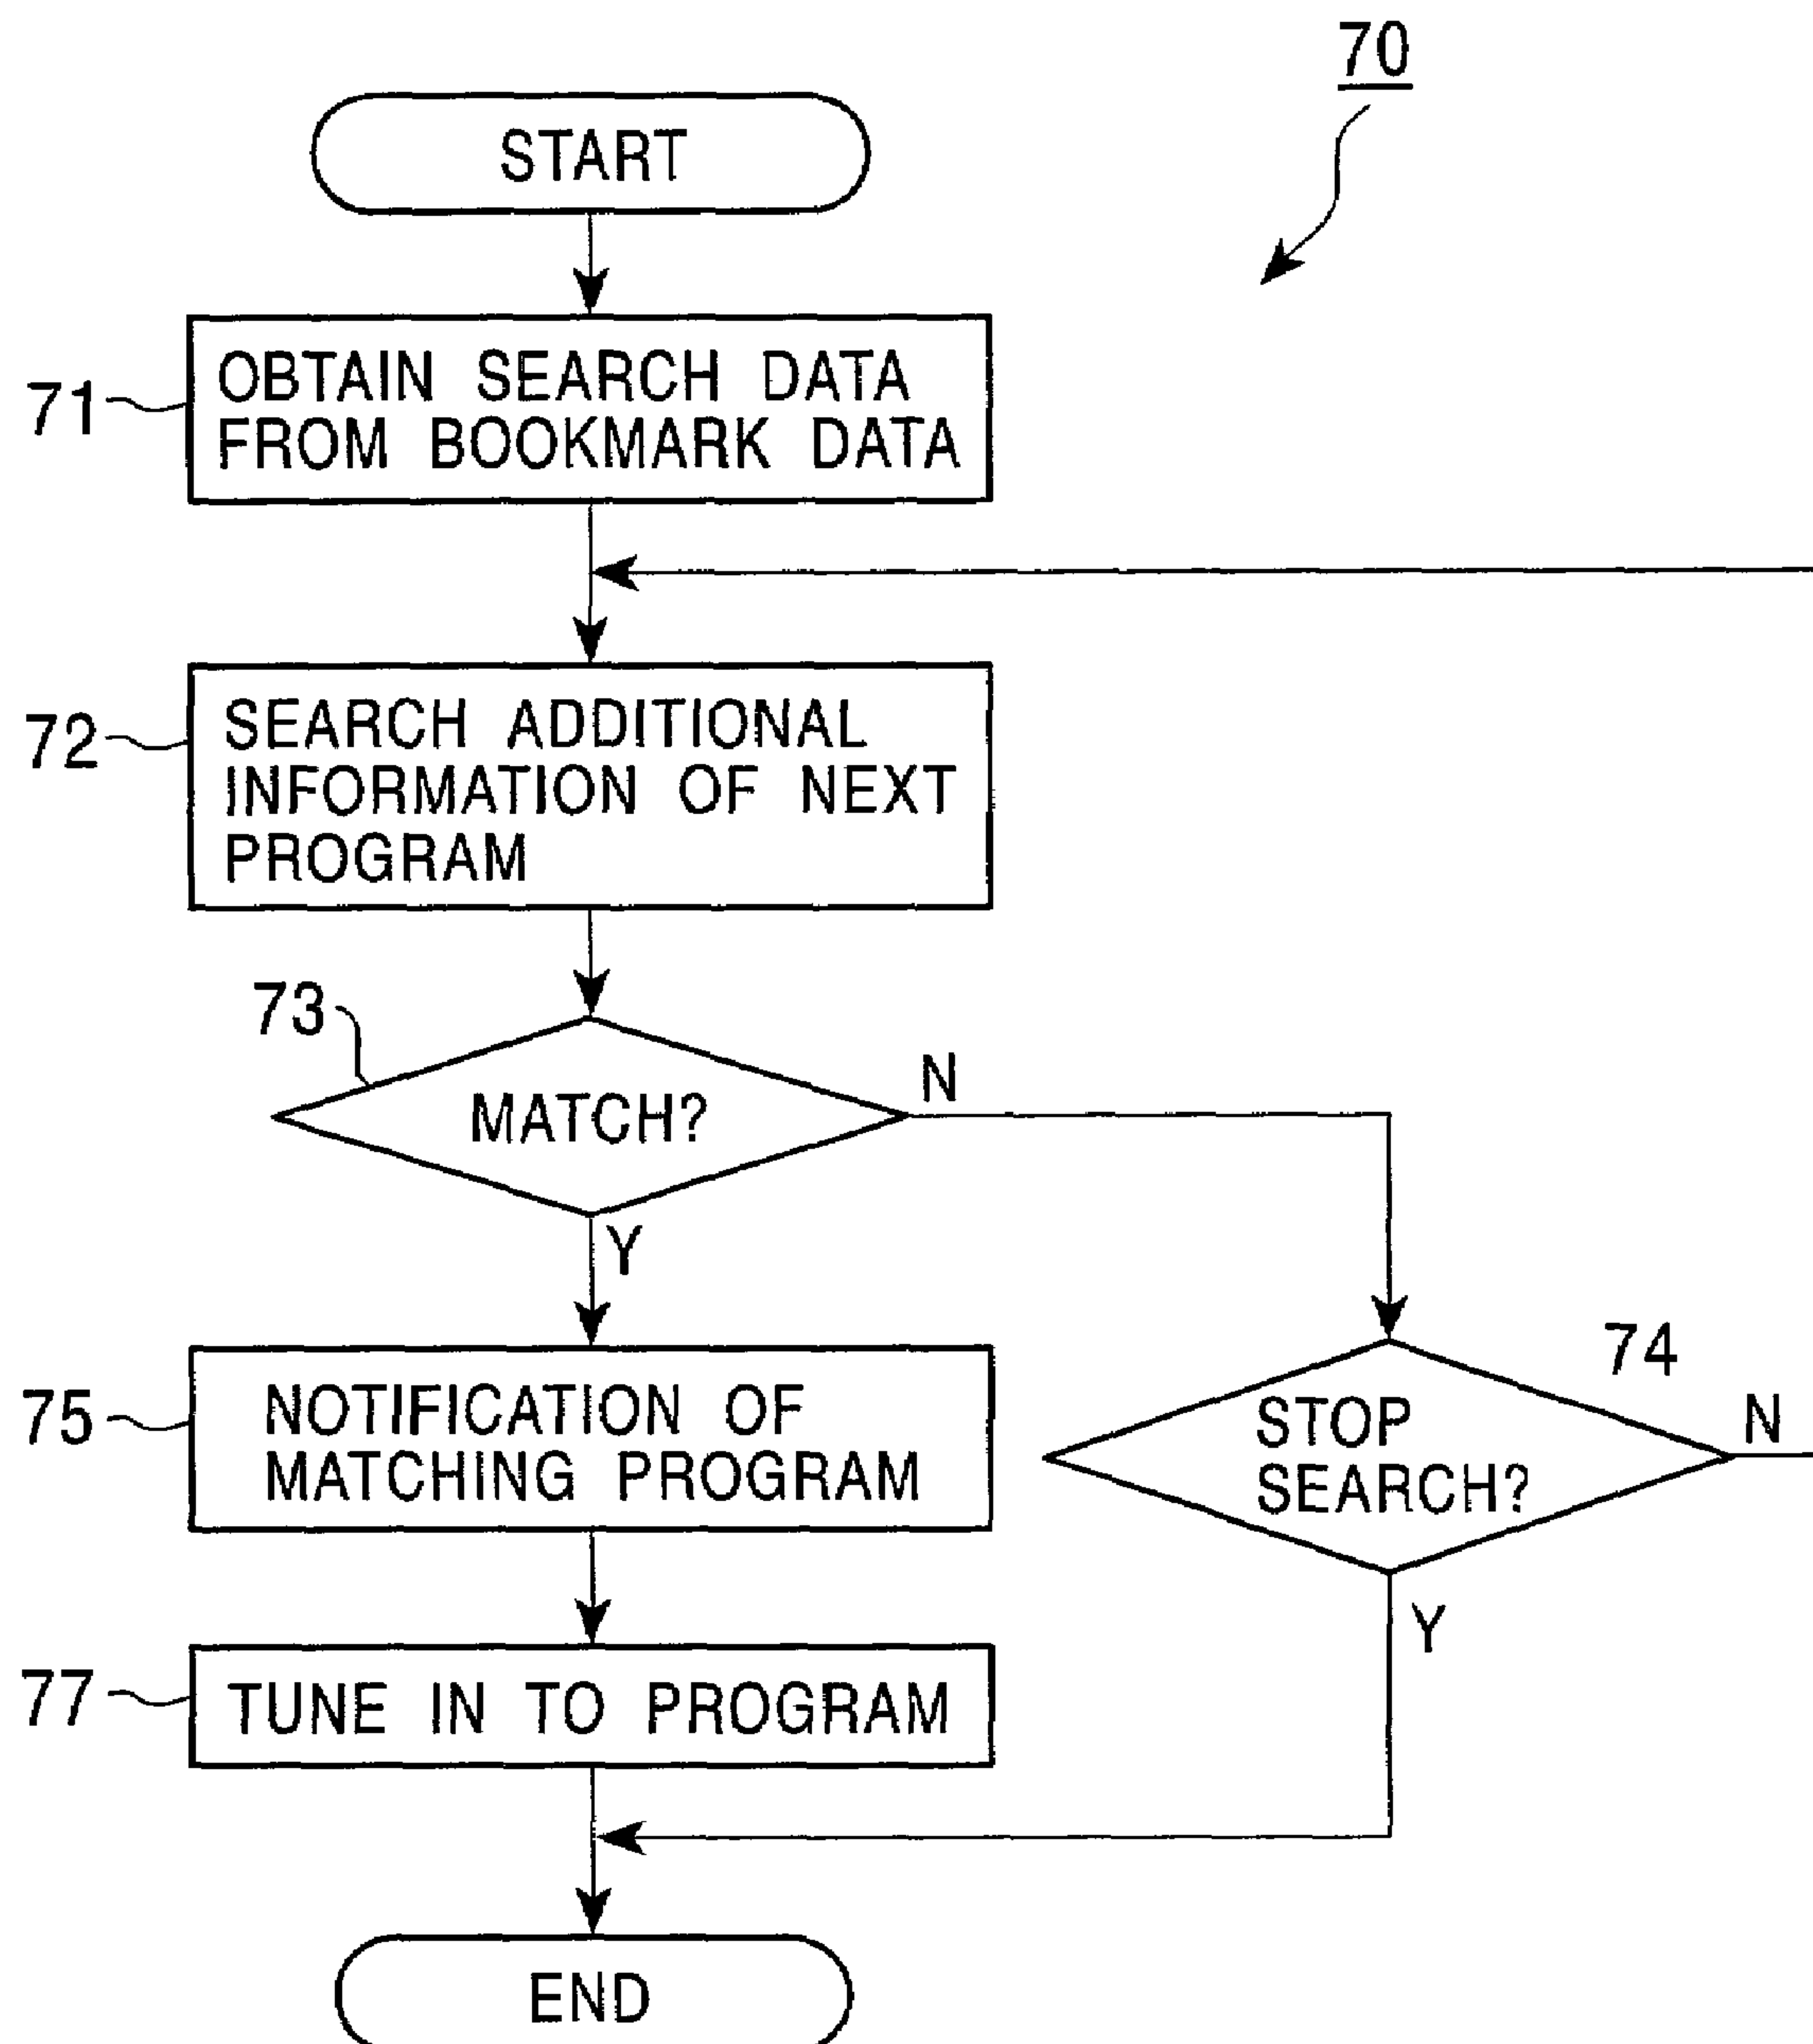 70
START
71
OBTAIN SEARCH DATA
FROM BOOKMARK DATA
72
SEARCH ADDITIONAL
INFORMATION OF NEXT
PROGRAM
73
MATCH?
N
Y
74
STOP
SEARCH?
N
Y
75
NOTIFICATION OF
MATCHING PROGRAM
77
TUNE IN TO PROGRAM
END